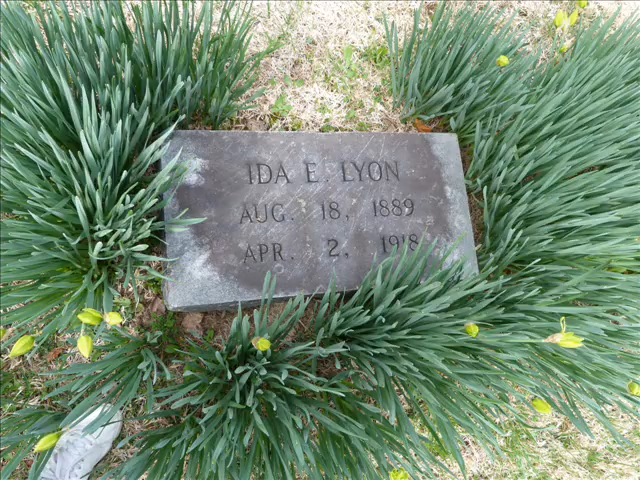 IDA E. LYON
AUG. 18, 1889
APR. 2, 1918